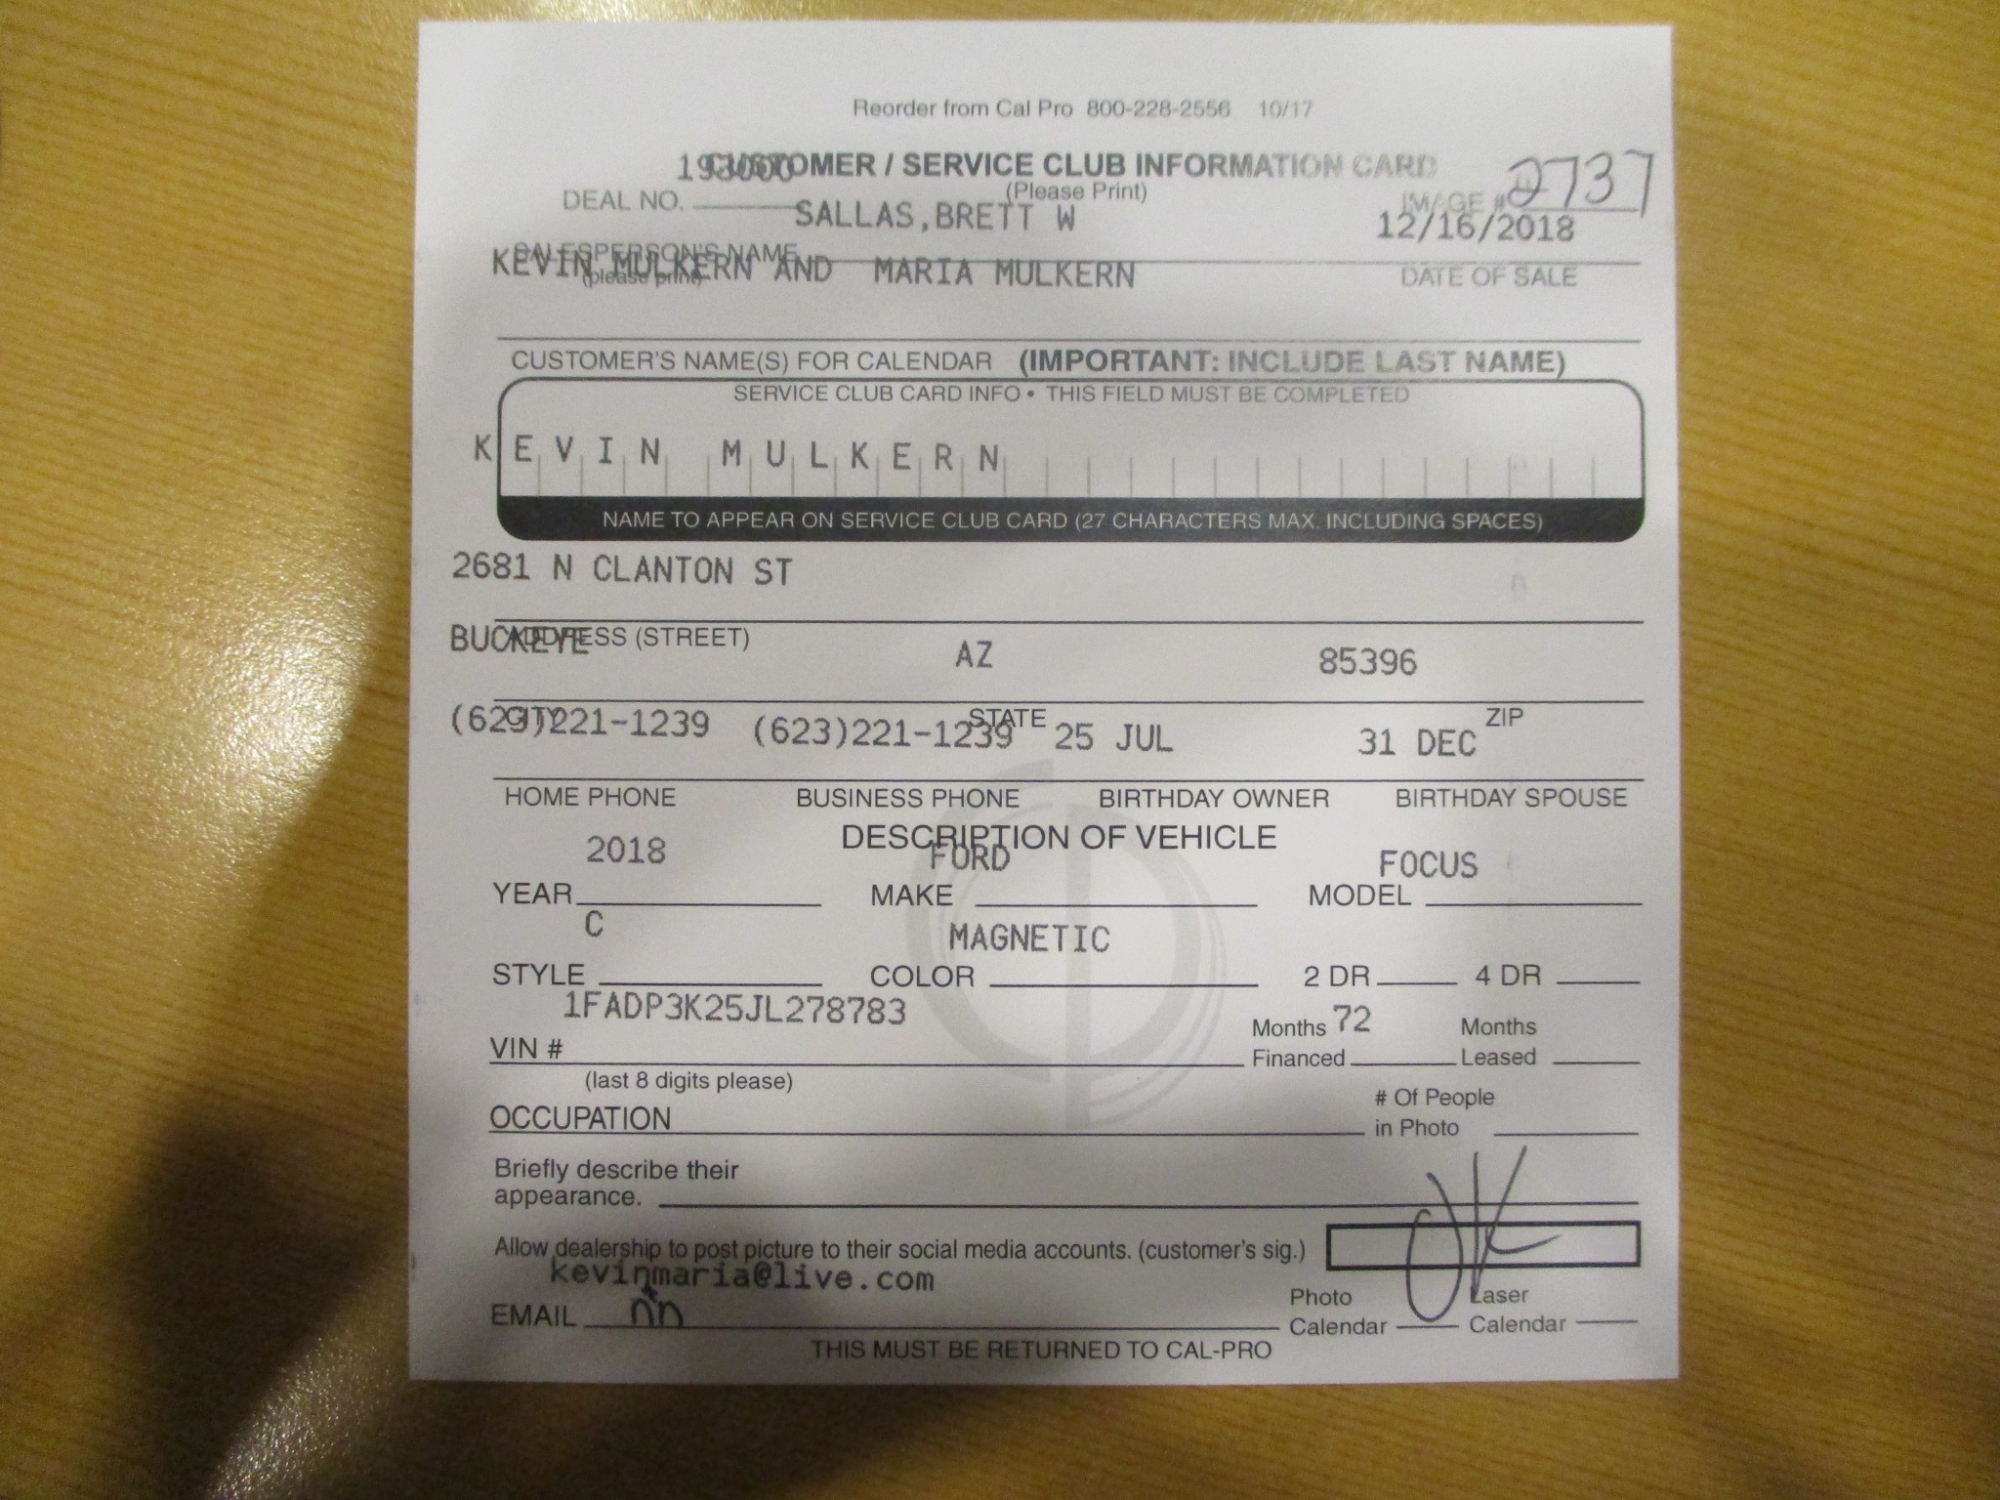 Reorder from Cal Pro 800-228-2556 10/17
193000 CUSTOMER / SERVICE CLUB INFORMATION CARD
(Please Print)
DEAL NO. SALLAS,BRETT W IMAGE # 2737
12/16/2018
SALESPERSON'S NAME
(please print)
KEVIN MULKERN AND MARIA MULKERN
DATE OF SALE
CUSTOMER'S NAME(S) FOR CALENDAR (IMPORTANT: INCLUDE LAST NAME)
SERVICE CLUB CARD INFO • THIS FIELD MUST BE COMPLETED
KEVIN MULKERN
NAME TO APPEAR ON SERVICE CLUB CARD (27 CHARACTERS MAX. INCLUDING SPACES)
2681 N CLANTON ST
ADDRESS (STREET)
BUCKEYE AZ 85396
CITY STATE ZIP
(623)221-1239 (623)221-1239 25 JUL 31 DEC
HOME PHONE BUSINESS PHONE BIRTHDAY OWNER BIRTHDAY SPOUSE
DESCRIPTION OF VEHICLE
2018 FORD FOCUS
YEAR MAKE MODEL
C MAGNETIC
STYLE COLOR 2 DR 4 DR
1FADP3K25JL278783
VIN # Months Financed 72 Months Leased
(last 8 digits please)
OCCUPATION # Of People in Photo
Briefly describe their
appearance.
Allow dealership to post picture to their social media accounts. (customer's sig.)
kevinmaria@live.com
EMAIL nn Photo Calendar Laser Calendar
THIS MUST BE RETURNED TO CAL-PRO